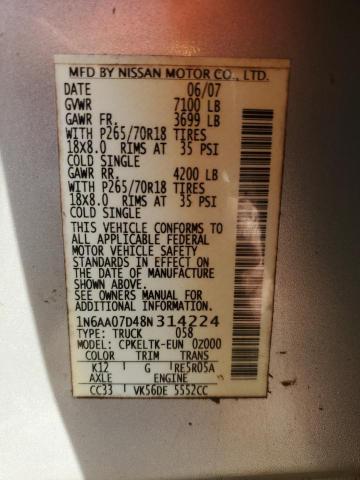 MFD BY NISSAN MOTOR CO., LTD.
DATE 06/07
GVWR 7100 LB
GAWR FR. 3699 LB
WITH P265/70R18 TIRES
18X8.0 RIMS AT 35 PSI
COLD SINGLE
GAWR RR. 4200 LB
WITH P265/70R18 TIRES
18X8.0 RIMS AT 35 PSI
COLD SINGLE
THIS VEHICLE CONFORMS TO
ALL APPLICABLE FEDERAL
MOTOR VEHICLE SAFETY
STANDARDS IN EFFECT ON
THE DATE OF MANUFACTURE
SHOWN ABOVE.
SEE OWNERS MANUAL FOR
ADDITIONAL INFORMATION.
1N6AA07D48N314224
TYPE: TRUCK 058
MODEL: CPKELTK-EUN 02000
COLOR TRIM TRANS
K12 G RE5R05A
AXLE ENGINE
CC33 VK56DE 5552CC